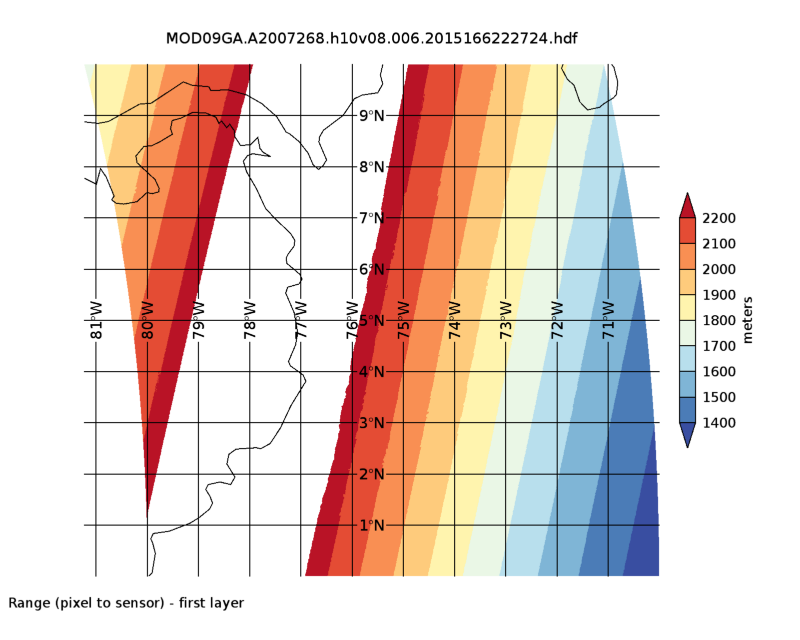 MOD09GA.A2007268.h10v08.006.2015166222724.hdf
9°N
8°N
7°N
6°N
5°N
4°N
3°N
2°N
1°N
81°W
80°W
79°W
78°W
77°W
76°W
75°W
74°W
73°W
72°W
71°W
2200
2100
2000
1900
1800
1700
1600
1500
1400
meters
Range (pixel to sensor) - first layer